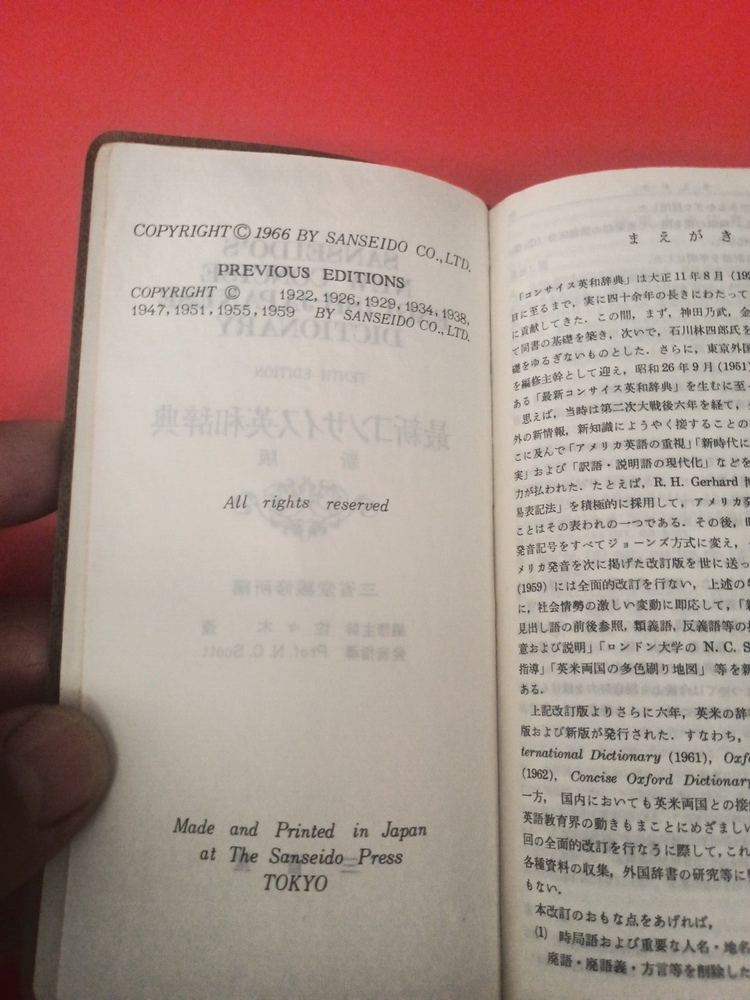 COPYRIGHT © 1966 BY SANSEIDO CO., LTD.
PREVIOUS EDITIONS
COPYRIGHT © 1922, 1926, 1929, 1934, 1938,
1947, 1951, 1955, 1959 BY SANSEIDO CO., LTD.
All rights reserved
Made and Printed in Japan
at The Sanseido Press
TOKYO
まえがき
「コンサイス英和辞典」は大正11年8月(192
日に至るまで，実に四十余年の長きにわたって
に貢献してきた．この間，まず，神田乃武，金
て同書の基礎を築き，次いで，石川林四郎氏を
礎をゆるぎないものとした．さらに，東京外国
を編修主幹として迎え，昭和26年9月(1951)
ある「最新コンサイス英和辞典」を生むに至
思えば，当時は第二次大戦後六年を経て，
外の新情報，新知識にようやく接することの
こに及んで「アメリカ英語の重視」「新時代に
実」および「訳語・説明語の現代化」などを
力が払われた．たとえば，R. H. Gerhard 博
易表記法」を積極的に採用して，アメリカ発
ことはその表われの一つである．その後，昭
発音記号をすべてジョーンズ方式に変え，
メリカ発音を次に掲げた改訂版を世に送っ
(1959) には全面的改訂を行ない，上述の
に，社会情勢の激しい変動に即応して，「新
見出し語の前後参照，類義語，反義語等の
意および説明」「ロンドン大学の N. C. S
指導」「英米両国の多色刷り地図」等を新
ある．
上記改訂版よりさらに六年，英米の辞
版および新版が発行された．すなわち，
ternational Dictionary (1961), Oxfo
(1962), Concise Oxford Dictionary
一方，国内においても英米両国との接
英語教育界の動きもまことにめざましい
回の全面的改訂を行なうに際して，これ
各種資料の収集，外国辞書の研究等に
もない．
本改訂のおもな点をあげれば，
(1) 時局語および重要な人名・地名
廃語・廃語義・方言等を削除した